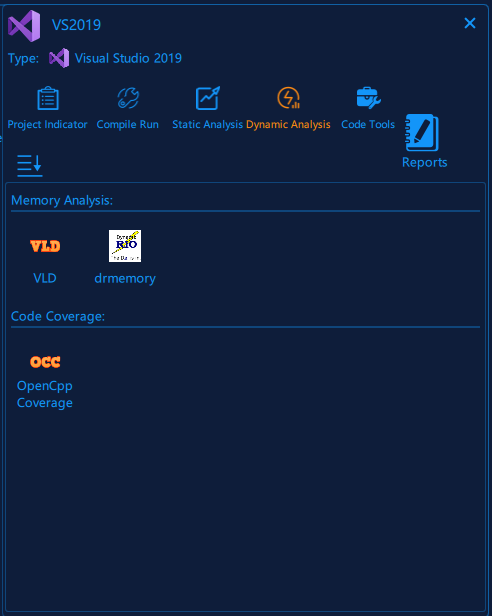 VS2019
Type: Visual Studio 2019
Project Indicator Compile Run Static Analysis Dynamic Analysis Code Tools
Reports
Memory Analysis:
VLD
RIO
VLD drmemory
Code Coverage:
OCC
OpenCpp
Coverage